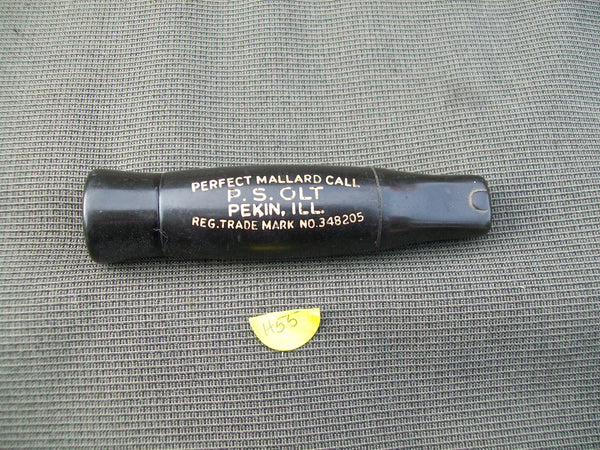 PERFECT MALLARD CALL
P. S. OLT
PEKIN, ILL.
REG. TRADE MARK NO. 348205
H55